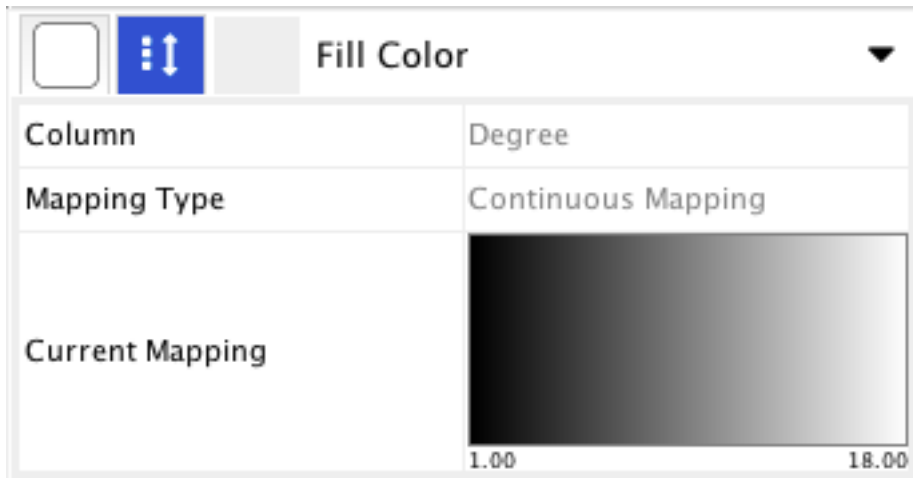 Fill Color
Column Degree
Mapping Type Continuous Mapping
Current Mapping
1.00 18.00